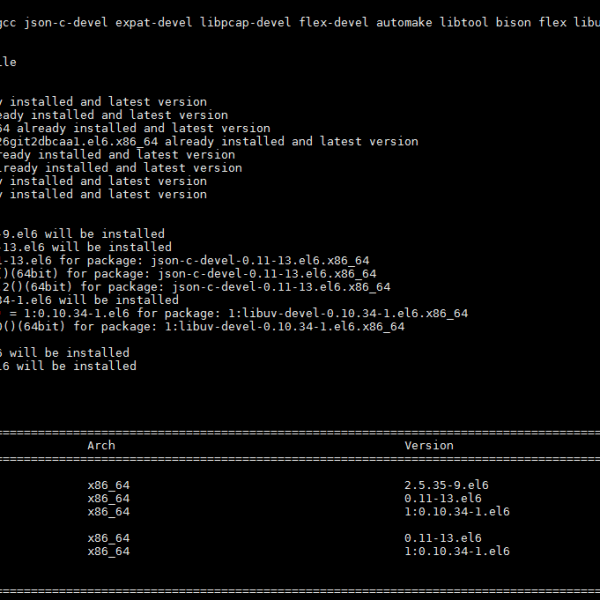 gcc json-c-devel expat-devel libpcap-devel flex-devel automake libtool bison flex libu
ile
y installed and latest version
eady installed and latest version
64 already installed and latest version
26git2dbcaa1.el6.x86_64 already installed and latest version
ready installed and latest version
lready installed and latest version
y installed and latest version
y installed and latest version
-9.el6 will be installed
-13.el6 will be installed
1-13.el6 for package: json-c-devel-0.11-13.el6.x86_64
()(64bit) for package: json-c-devel-0.11-13.el6.x86_64
.2()(64bit) for package: json-c-devel-0.11-13.el6.x86_64
34-1.el6 will be installed
= 1:0.10.34-1.el6 for package: 1:libuv-devel-0.10.34-1.el6.x86_64
0()(64bit) for package: 1:libuv-devel-0.10.34-1.el6.x86_64
6 will be installed
l6 will be installed
Arch Version
x86_64 2.5.35-9.el6
x86_64 0.11-13.el6
x86_64 1:0.10.34-1.el6
x86_64 0.11-13.el6
x86_64 1:0.10.34-1.el6